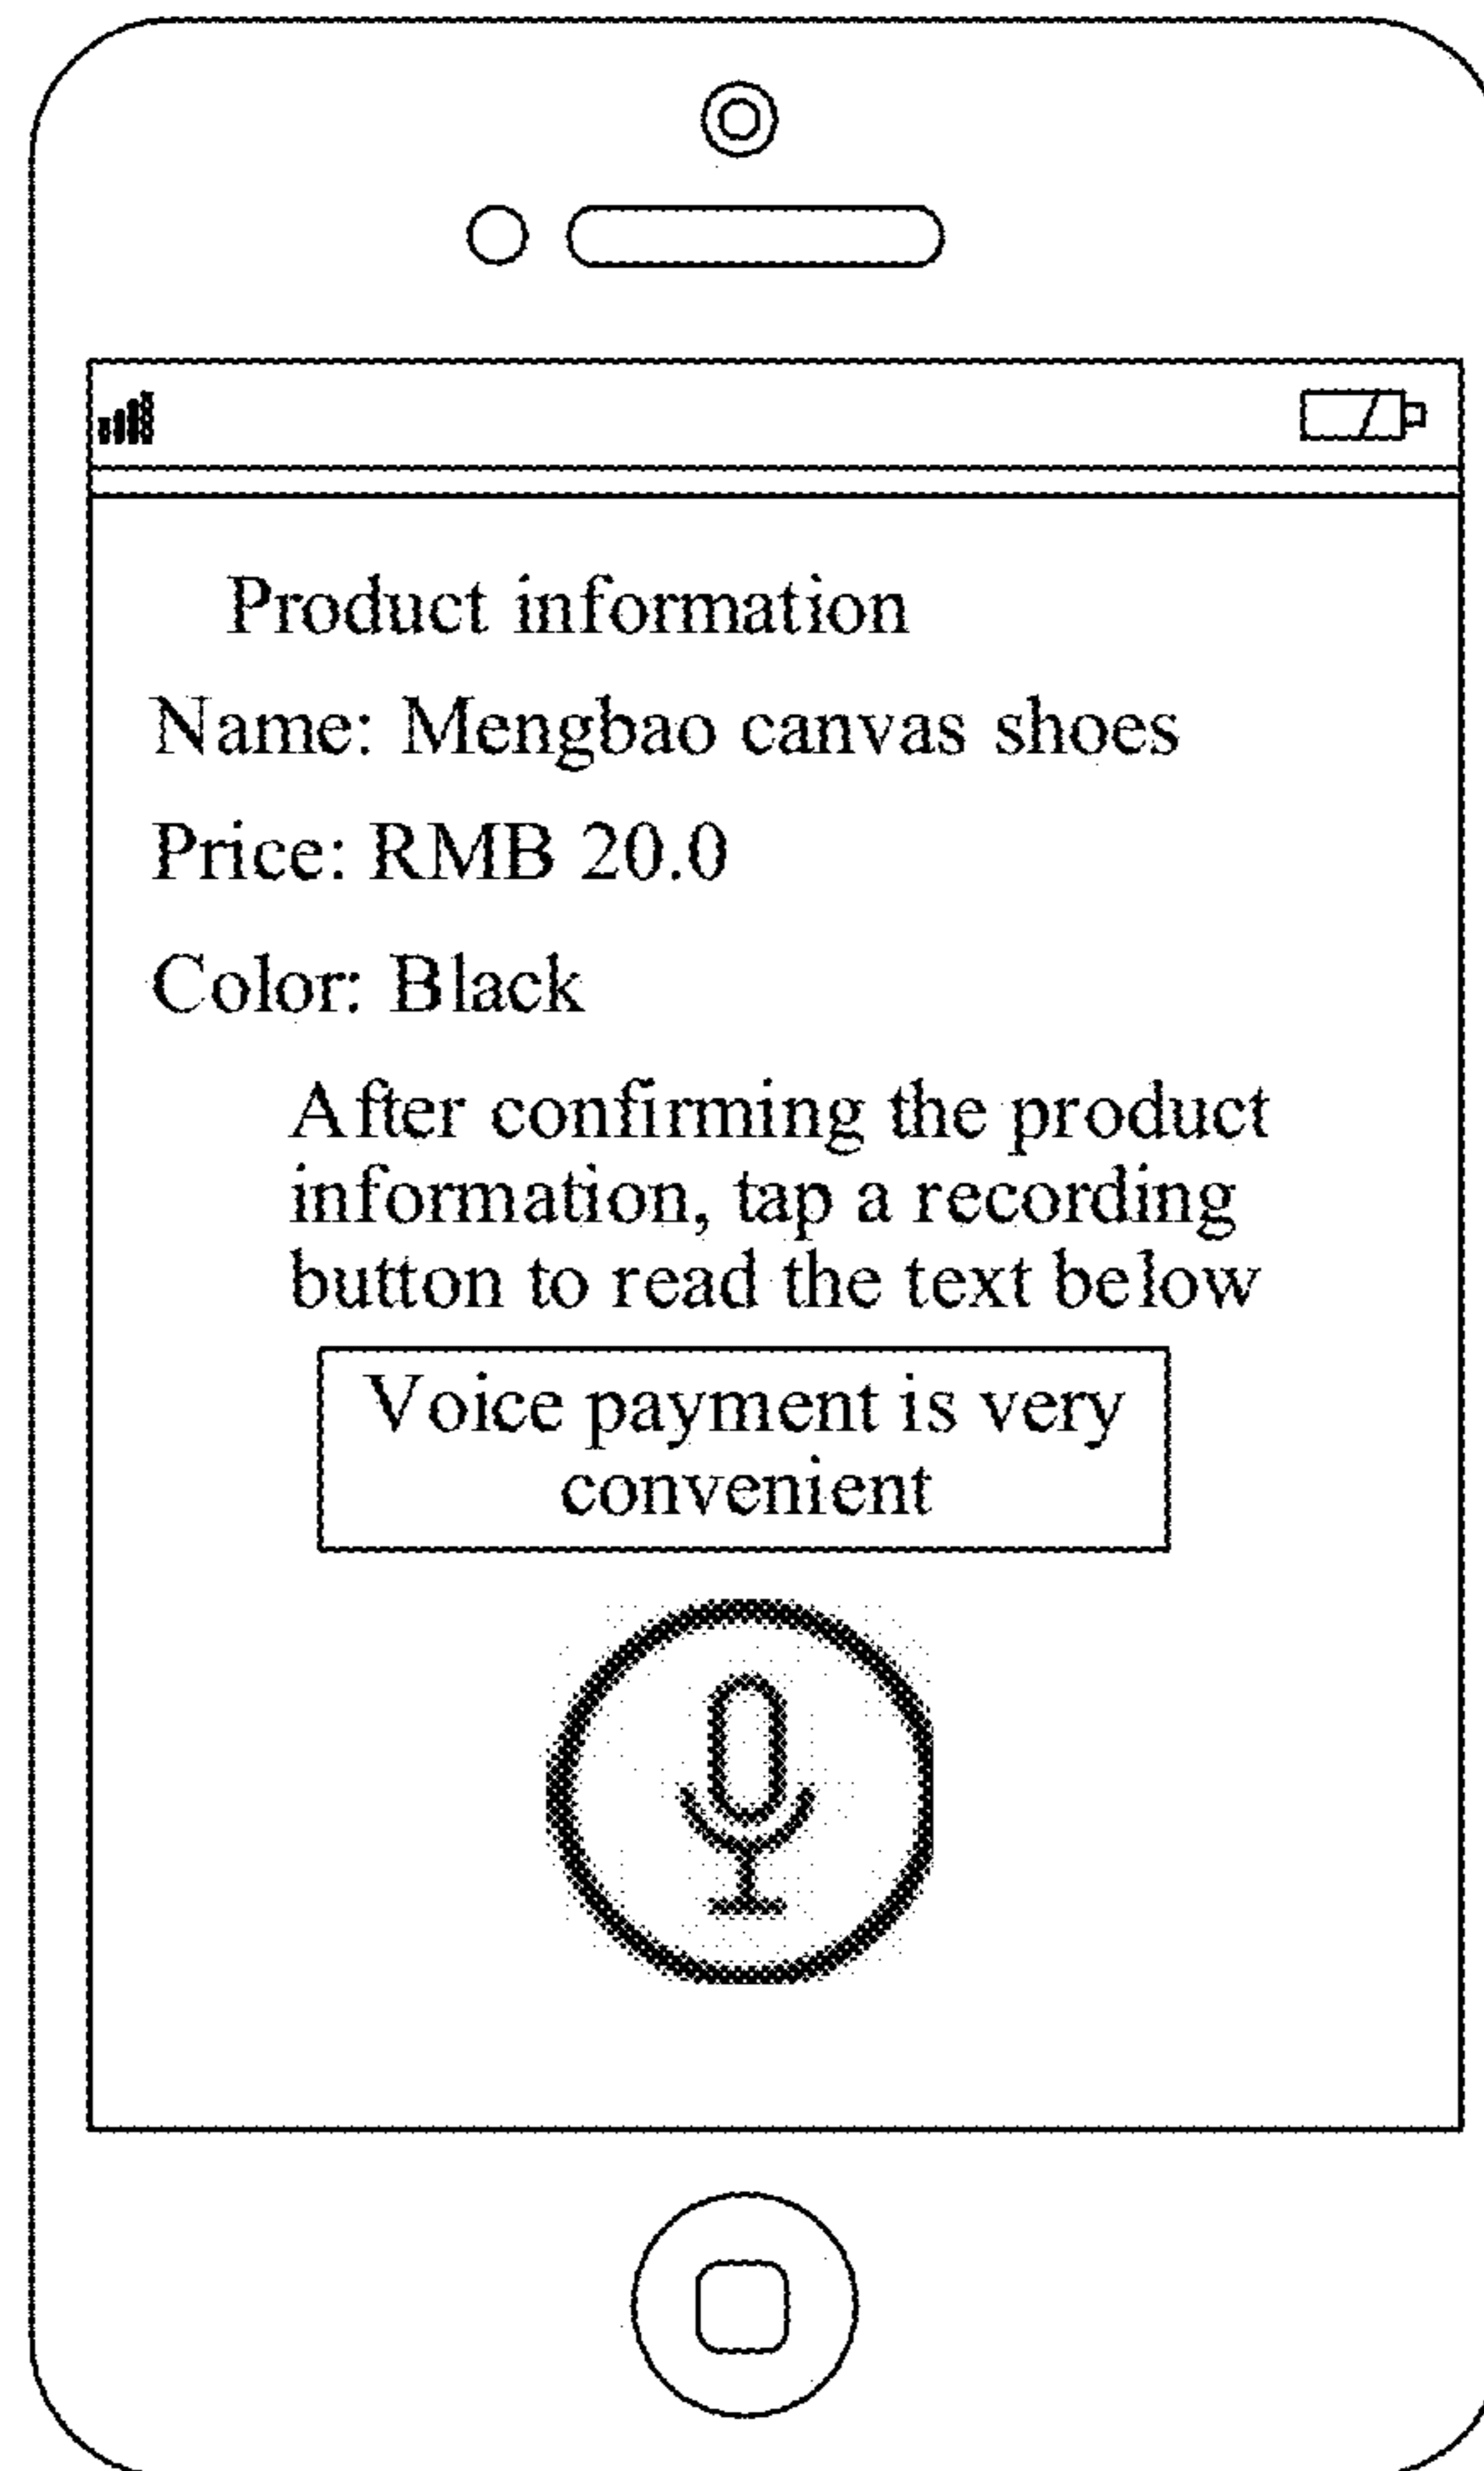 Product information
Name: Mengbao canvas shoes
Price: RMB 20.0
Color: Black
After confirming the product
information, tap a recording
button to read the text below
Voice payment is very
convenient